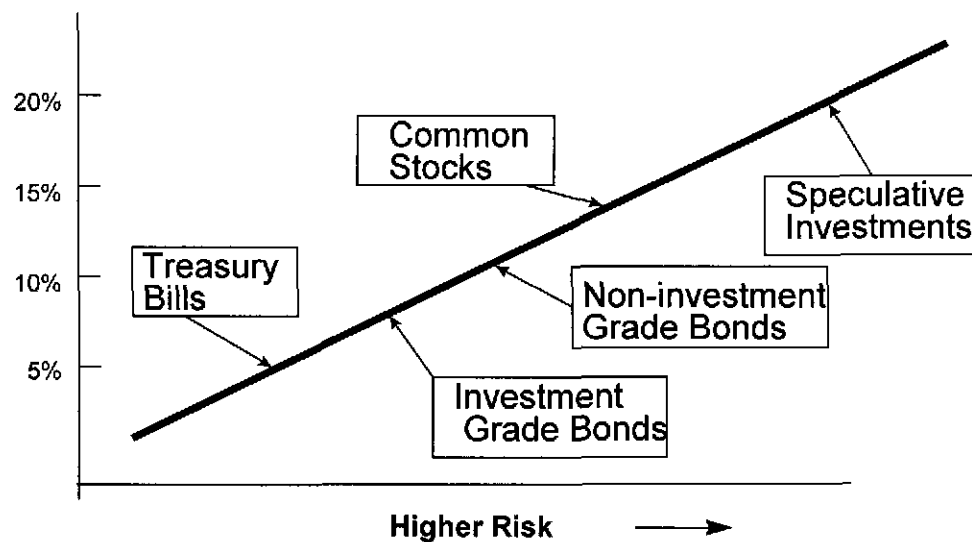 20%
15%
10%
5%
Common
Stocks
Speculative
Investments
Treasury
Bills
Non-investment
Grade Bonds
Investment
Grade Bonds
Higher Risk